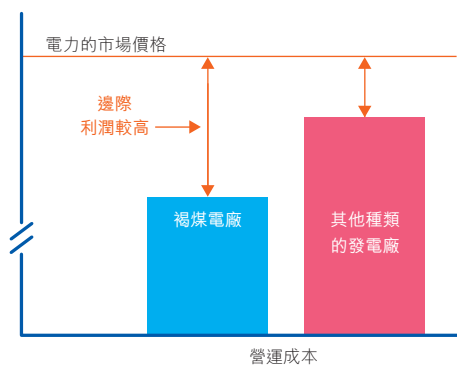 電力的市場價格
邊際
利潤較高
褐煤電廠
其他種類
的發電廠
營運成本